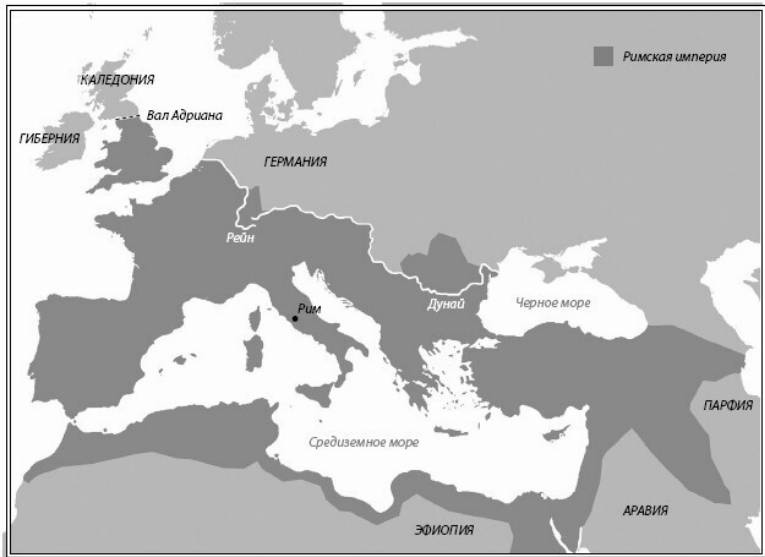 Римская империя
КАЛЕДОНИЯ
Вал Адриана
ГИБЕРНИЯ
ГЕРМАНИЯ
Рейн
Дунай
Черное море
Рим
ПАРФИЯ
Средиземное море
АРАВИЯ
ЭФИОПИЯ